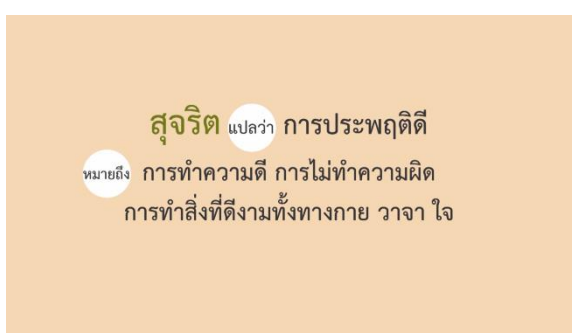 สุจริต แปลว่า การประพฤติดี
หมายถึง การทำความดี การไม่ทำความผิด
การทำสิ่งที่ดีงามทั้งทางกาย วาจา ใจ